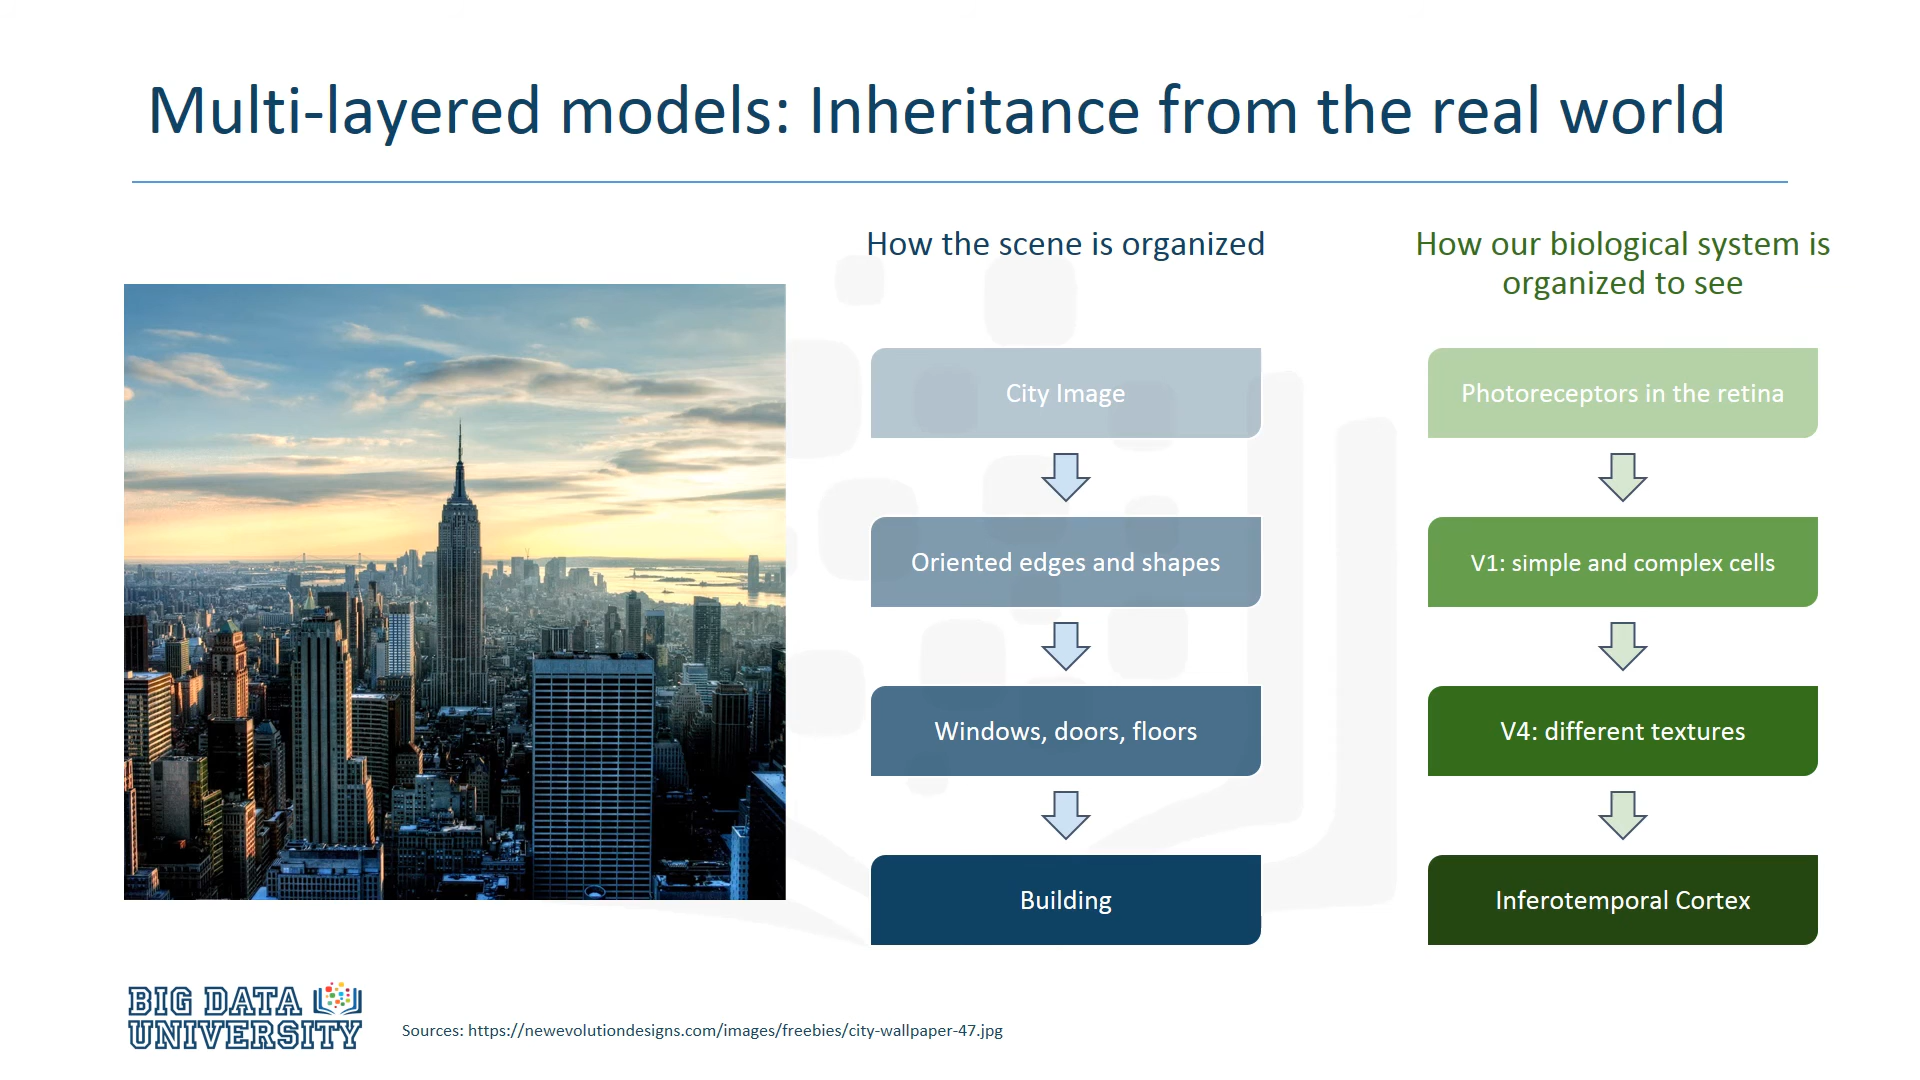 Multi-layered models: Inheritance from the real world
How the scene is organized
City Image
Oriented edges and shapes
Windows, doors, floors
Building
How our biological system is
organized to see
Photoreceptors in the retina
V1: simple and complex cells
V4: different textures
Inferotemporal Cortex
BIG DATA
UNIVERSITY
Sources: https://newevolutiondesigns.com/images/freebies/city-wallpaper-47.jpg